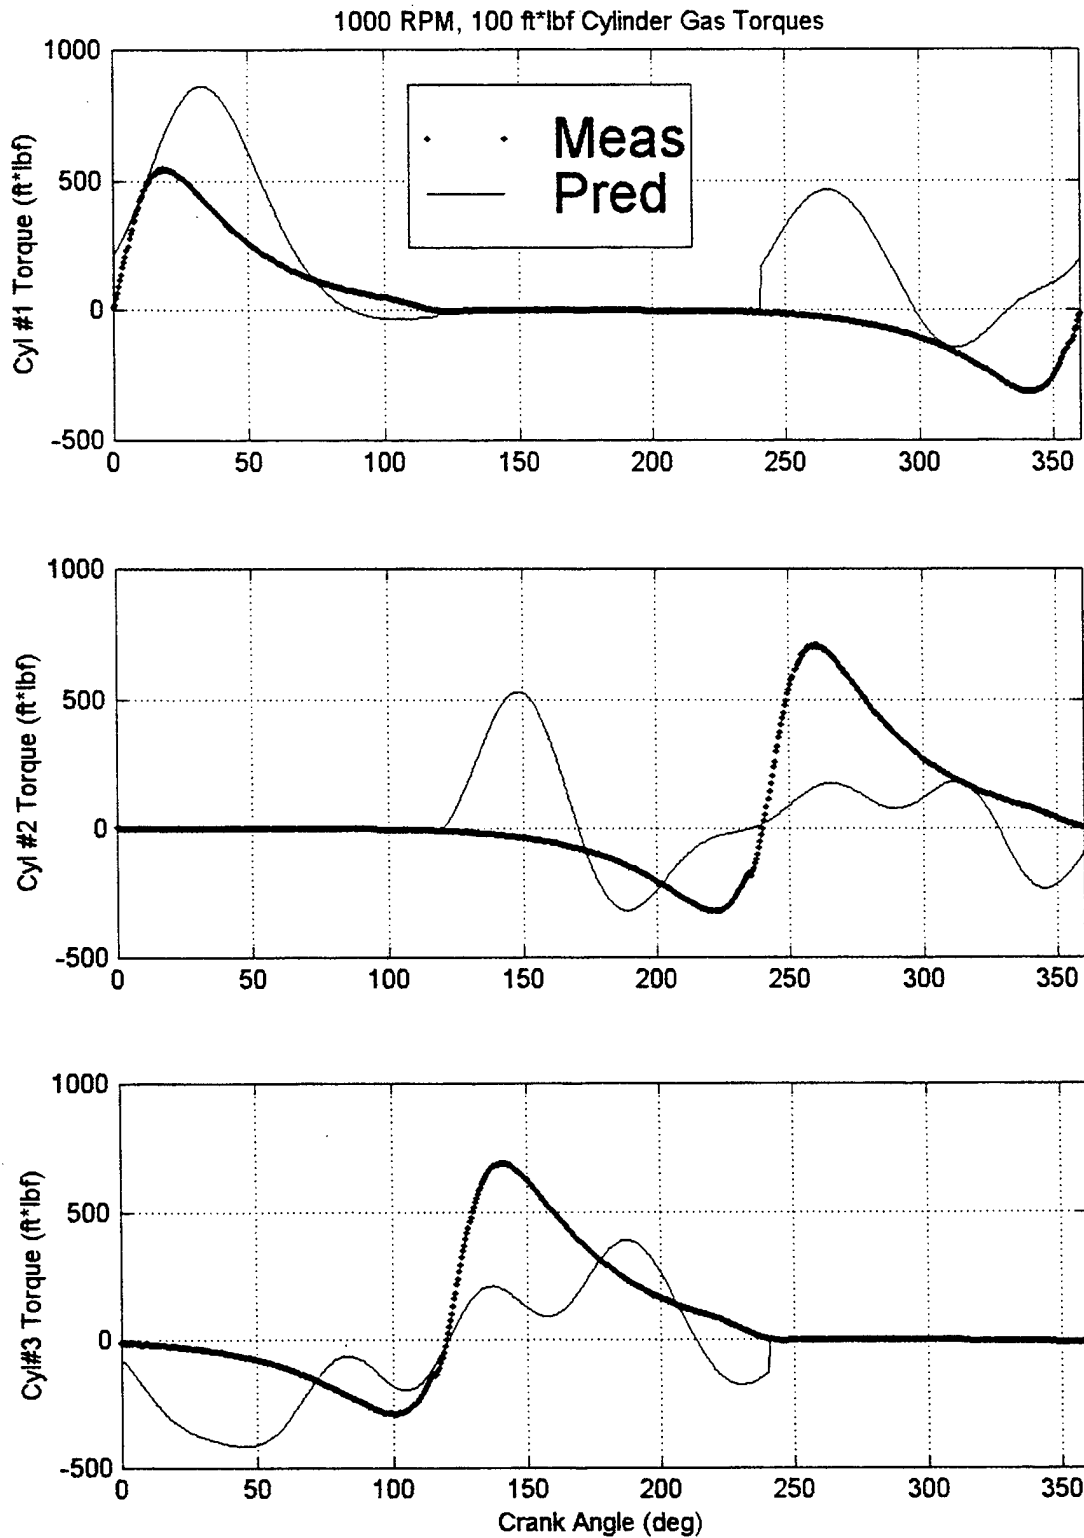 1000 RPM, 100 ft*lbf Cylinder Gas Torques
1000
500
0
-500
Cyl #1 Torque (ft*lbf)
Meas
Pred
0 50 100 150 200 250 300 350
1000
500
0
-500
Cyl #2 Torque (ft*lbf)
0 50 100 150 200 250 300 350
1000
500
0
-500
Cyl#3 Torque (ft*lbf)
0 50 100 150 200 250 300 350
Crank Angle (deg)